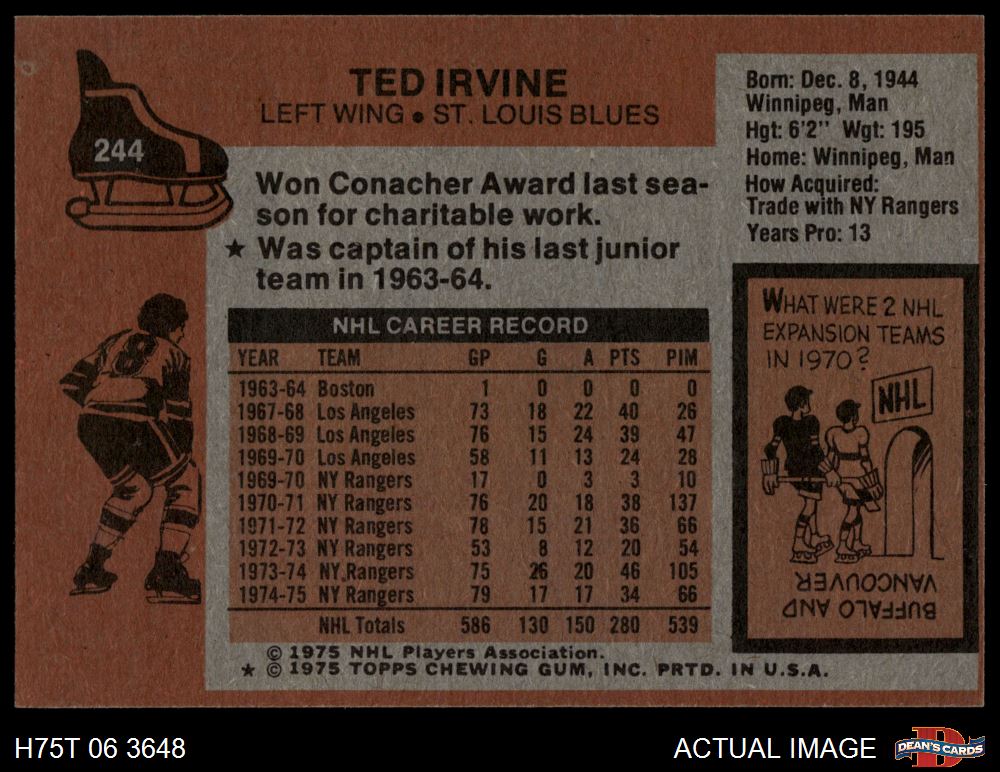 244
TED IRVINE
LEFT WING • ST. LOUIS BLUES
Won Conacher Award last sea-
son for charitable work.
★ Was captain of his last junior
team in 1963-64.
Born: Dec. 8, 1944
Winnipeg, Man
Hgt: 6'2" Wgt: 195
Home: Winnipeg, Man
How Acquired:
Trade with NY Rangers
Years Pro: 13
NHL CAREER RECORD
YEAR TEAM GP G A PTS PIM
1963-64 Boston 1 0 0 0 0
1967-68 Los Angeles 73 18 22 40 26
1968-69 Los Angeles 76 15 24 39 47
1969-70 Los Angeles 58 11 13 24 28
1969-70 NY Rangers 17 0 3 3 10
1970-71 NY Rangers 76 20 18 38 137
1971-72 NY Rangers 78 15 21 36 66
1972-73 NY Rangers 53 8 12 20 54
1973-74 NY Rangers 75 26 20 46 105
1974-75 NY Rangers 79 17 17 34 66
NHL Totals 586 130 150 280 539
8
WHAT WERE 2 NHL
EXPANSION TEAMS
IN 1970?
NHL
BUFFALO AND
VANCOUVER
© 1975 NHL Players Association.
★ © 1975 TOPPS CHEWING GUM, INC. PRTD. IN U.S.A.
H75T 06 3648
ACTUAL IMAGE
DEAN'S CARDS